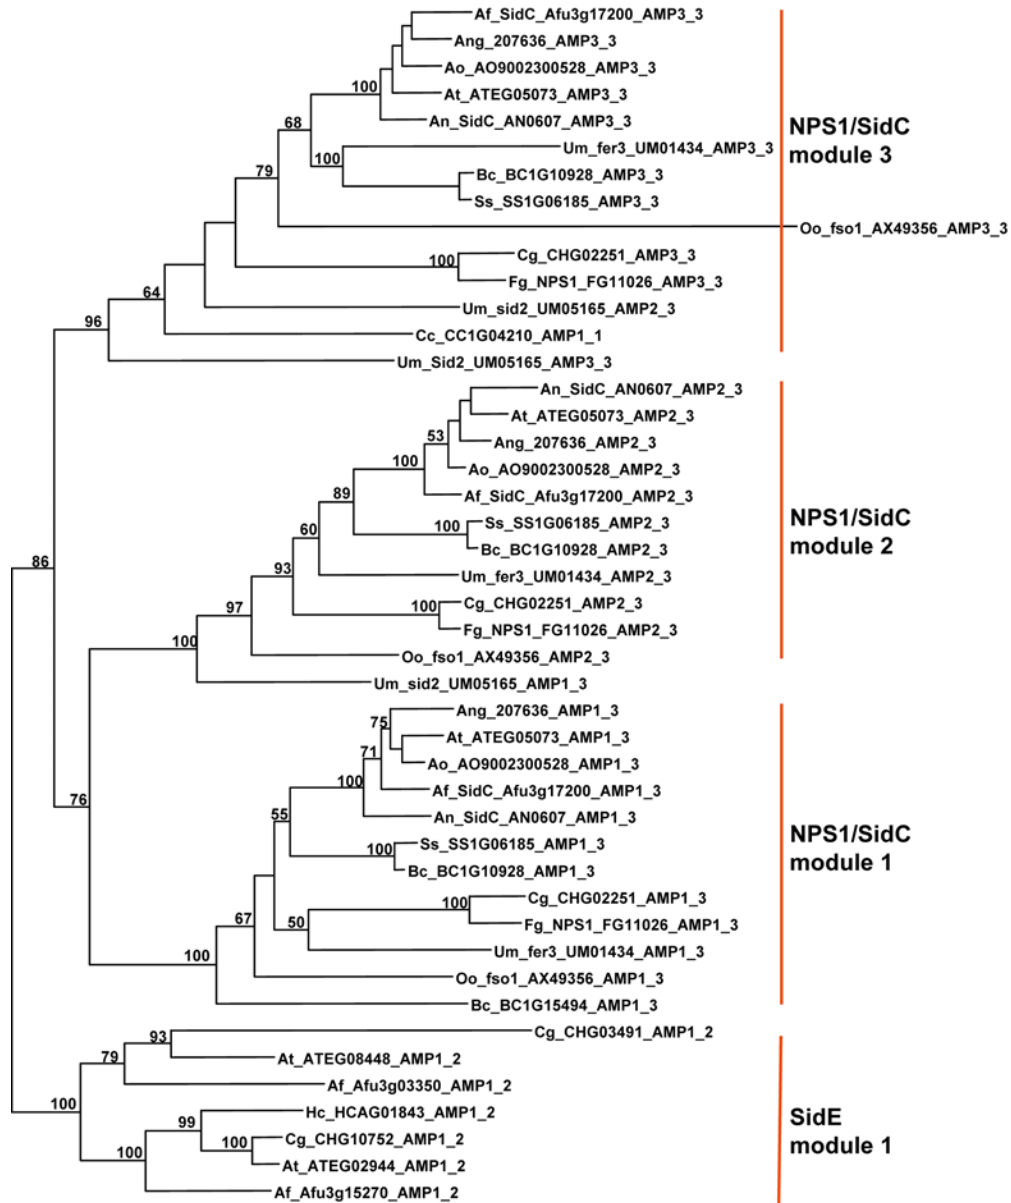 Af_SidC_Afu3g17200_AMP3_3
Ang_207636_AMP3_3
Ao_AO9002300528_AMP3_3
100
At_ATEG05073_AMP3_3
An_SidC_AN0607_AMP3_3
NPS1/SidC
module 3
68
Um_fer3_UM01434_AMP3_3
100
79
Bc_BC1G10928_AMP3_3
Ss_SS1G06185_AMP3_3
Oo_fso1_AX49356_AMP3_3
Cg_CHG02251_AMP3_3
100
Fg_NPS1_FG11026_AMP3_3
64
Um_sid2_UM05165_AMP2_3
96
Cc_CC1G04210_AMP1_1
Um_Sid2_UM05165_AMP3_3
An_SidC_AN0607_AMP2_3
At_ATEG05073_AMP2_3
53
Ang_207636_AMP2_3
100
Ao_AO9002300528_AMP2_3
Af_SidC_Afu3g17200_AMP2_3
89
NPS1/SidC
module 2
Ss_SS1G06185_AMP2_3
60
100
Bc_BC1G10928_AMP2_3
86
93
Um_fer3_UM01434_AMP2_3
97
100
Cg_CHG02251_AMP2_3
Fg_NPS1_FG11026_AMP2_3
100
Oo_fso1_AX49356_AMP2_3
Um_sid2_UM05165_AMP1_3
Ang_207636_AMP1_3
75
At_ATEG05073_AMP1_3
71
Ao_AO9002300528_AMP1_3
100
Af_SidC_Afu3g17200_AMP1_3
76
55
An_SidC_AN0607_AMP1_3
NPS1/SidC
module 1
Ss_SS1G06185_AMP1_3
100
Bc_BC1G10928_AMP1_3
Cg_CHG02251_AMP1_3
100
67
50
Fg_NPS1_FG11026_AMP1_3
Um_fer3_UM01434_AMP1_3
100
Oo_fso1_AX49356_AMP1_3
Bc_BC1G15494_AMP1_3
Cg_CHG03491_AMP1_2
93
79
At_ATEG08448_AMP1_2
Af_Afu3g03350_AMP1_2
100
Hc_HCAG01843_AMP1_2
99
SidE
module 1
Cg_CHG10752_AMP1_2
100
100
At_ATEG02944_AMP1_2
Af_Afu3g15270_AMP1_2